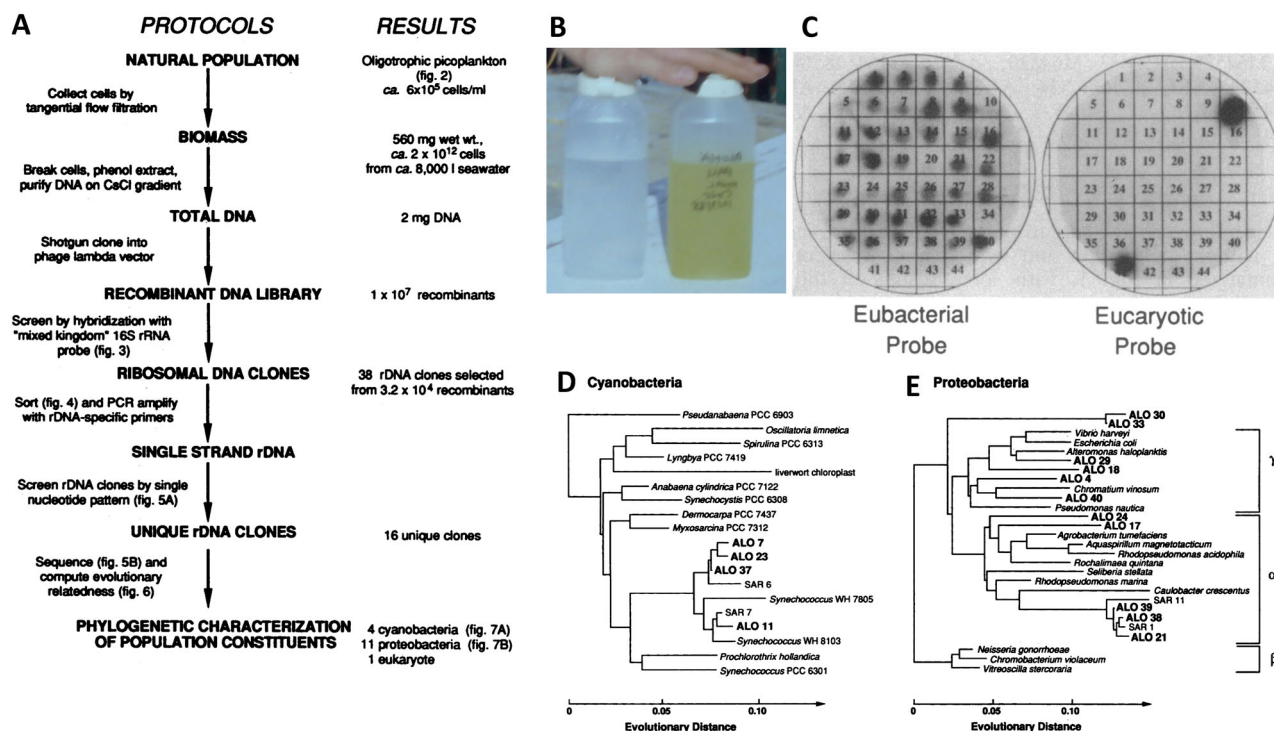 A
PROTOCOLS
RESULTS
NATURAL POPULATION
Oligotrophic picoplankton
(fig. 2)
ca. 6x10⁵ cells/ml
Collect cells by
tangential flow filtration
BIOMASS
560 mg wet wt.,
ca. 2 x 10¹² cells
from ca. 8,000 l seawater
Break cells, phenol extract,
purify DNA on CsCl gradient
TOTAL DNA
2 mg DNA
Shotgun clone into
phage lambda vector
RECOMBINANT DNA LIBRARY
1 x 10⁷ recombinants
Screen by hybridization with
"mixed kingdom" 16S rRNA
probe (fig. 3)
RIBOSOMAL DNA CLONES
38 rDNA clones selected
from 3.2 x 10⁴ recombinants
Sort (fig. 4) and PCR amplify
with rDNA-specific primers
SINGLE STRAND rDNA
Screen rDNA clones by single
nucleotide pattern (fig. 5A)
UNIQUE rDNA CLONES
16 unique clones
Sequence (fig. 5B) and
compute evolutionary
relatedness (fig. 6)
PHYLOGENETIC CHARACTERIZATION
OF POPULATION CONSTITUENTS
4 cyanobacteria (fig. 7A)
11 proteobacteria (fig. 7B)
1 eukaryote
B
C
1 2 3 4
5 6 7 8 9 10
11 12 13 14 15 16
17 19 20 21 22
23 24 25 26 27 28
29 30 31 32 33 34
35 36 37 38 39 40
41 42 43 44
Eubacterial
Probe
1 2 3 4
5 6 7 8 9
11 12 13 14 15 16
17 18 19 20 21 22
23 24 25 26 27 28
29 30 31 32 33 34
35 36 37 38 39 40
42 43 44
Eucaryotic
Probe
D Cyanobacteria
Pseudanabaena PCC 6903
Oscillatoria limnetica
Spirulina PCC 6313
Lyngbya PCC 7419
liverwort chloroplast
Anabaena cylindrica PCC 7122
Synechocystis PCC 6308
Dermocarpa PCC 7437
Myxosarcina PCC 7312
ALO 7
ALO 23
ALO 37
SAR 6
Synechococcus WH 7805
SAR 7
ALO 11
Synechococcus WH 8103
Prochlorothrix hollandica
Synechococcus PCC 6301
0 0.05 0.10
Evolutionary Distance
E Proteobacteria
ALO 30
ALO 33
Vibrio harveyi
Escherichia coli
Alteromonas haloplanktis
ALO 29
ALO 18
ALO 4
Chromatium vinosum
ALO 40
Pseudomonas nautica
ALO 24
ALO 17
Agrobacterium tumefaciens
Aquaspirillum magnetotacticum
Rhodopseudomonas acidophila
Rochalimaea quintana
Seliberia stellata
Rhodopseudomonas marina
Caulobacter crescentus
SAR 11
ALO 39
ALO 38
SAR 1
ALO 21
Neisseria gonorrhoeae
Chromobacterium violaceum
Vitreoscilla stercoraria
0 0.05 0.10
Evolutionary Distance